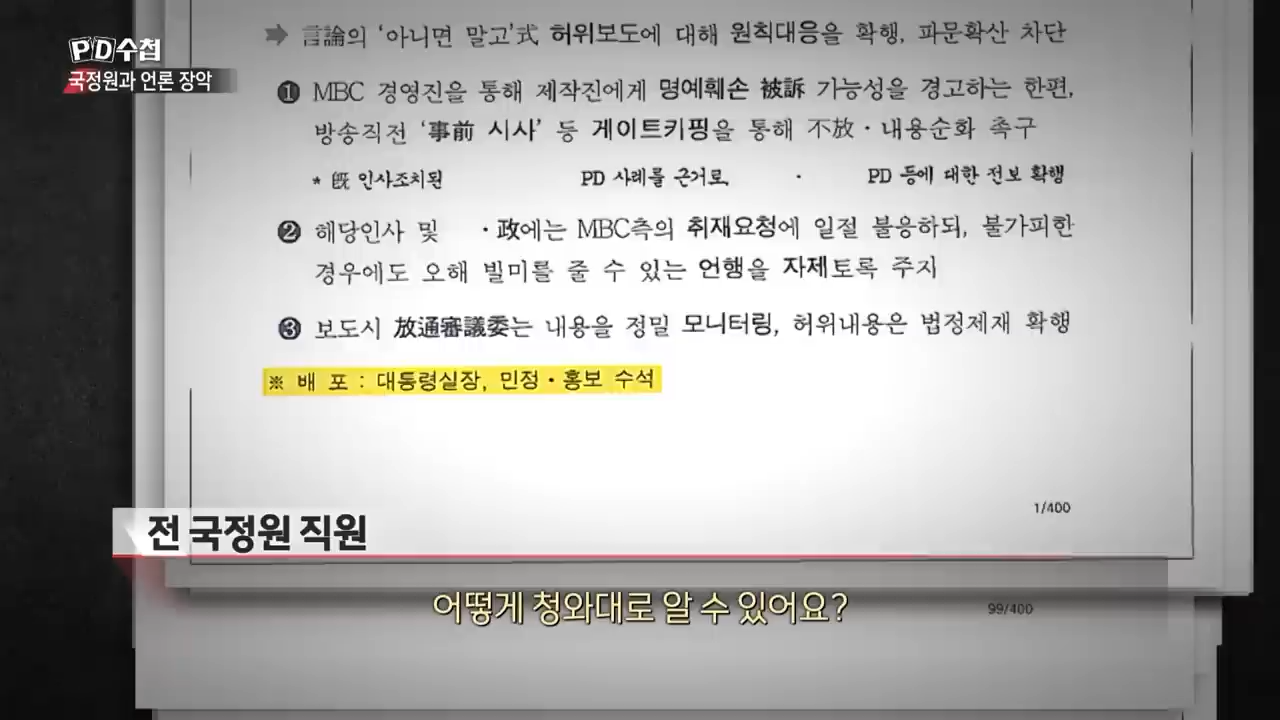 PD수첩
국정원과 언론 장악
➡ 言論의 '아니면 말고'式 허위보도에 대해 원칙대응을 확행, 파문확산 차단
❶ MBC 경영진을 통해 제작진에게 명예훼손 被訴 가능성을 경고하는 한편,
방송직전 '事前 시사' 등 게이트키핑을 통해 不放·내용순화 촉구
* 旣 인사조치된 PD 사례를 근거로 · PD 등에 대한 전보 확행
❷ 해당인사 및 ·政에는 MBC측의 취재요청에 일절 불응하되, 불가피한
경우에도 오해 빌미를 줄 수 있는 언행을 자제토록 주지
❸ 보도시 放通審議委는 내용을 정밀 모니터링, 허위내용은 법정제재 확행
※ 배 포 : 대통령실장, 민정·홍보 수석
1/400
전 국정원 직원
어떻게 청와대로 알 수 있어요?
99/400